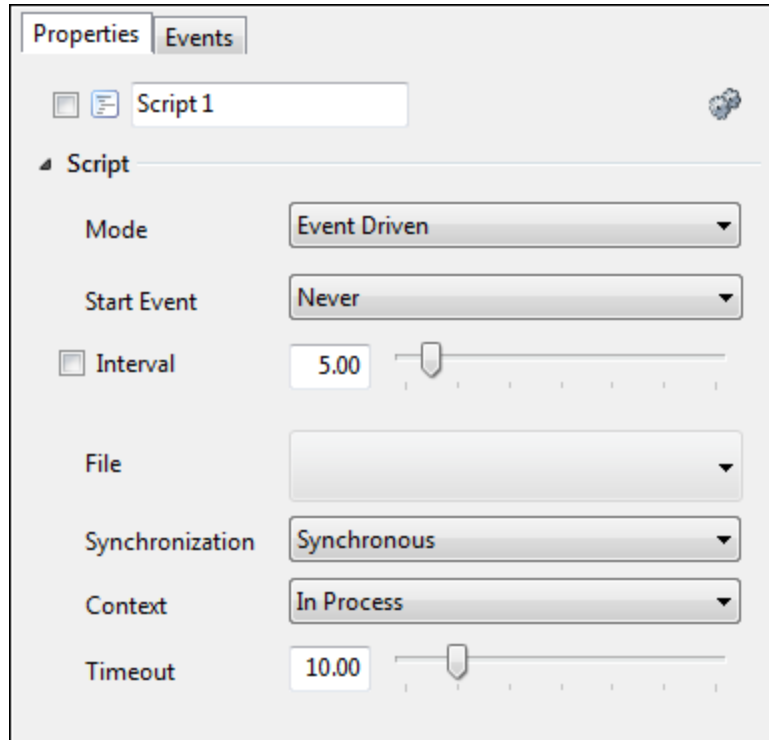 Properties Events
Script 1
Script
Mode Event Driven
Start Event Never
Interval 5.00
File
Synchronization Synchronous
Context In Process
Timeout 10.00